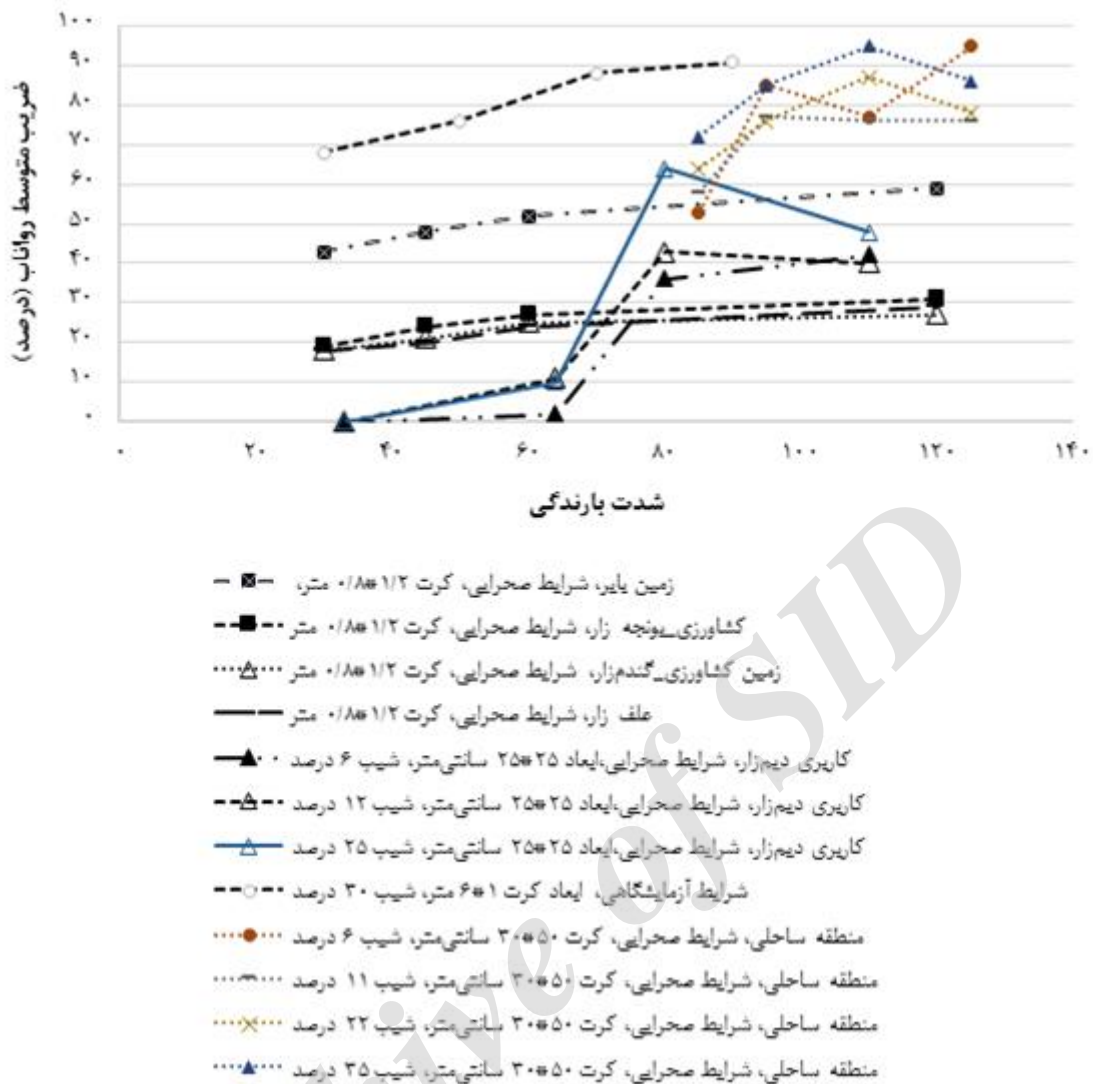 ضریب متوسط رواناب (درصد)
۱۰۰
۹۰
۸۰
۷۰
۶۰
۵۰
۴۰
۳۰
۲۰
۱۰
۰
۰ ۲۰ ۴۰ ۶۰ ۸۰ ۱۰۰ ۱۲۰ ۱۴۰
شدت بارندگی
زمین بایر، شرایط صحرایی، کرت ۱/۲*۰/۸ متر،
کشاورزی_یونجه زار، شرایط صحرایی، کرت ۱/۲*۰/۸ متر
زمین کشاورزی_گندم‌زار، شرایط صحرایی، کرت ۱/۲*۰/۸ متر
علف زار، شرایط صحرایی، کرت ۱/۲*۰/۸ متر
کاربری دیم‌زار، شرایط صحرایی،ابعاد ۲۵*۲۵ سانتی‌متر، شیب ۶ درصد
کاربری دیم‌زار، شرایط صحرایی،ابعاد ۲۵*۲۵ سانتی‌متر، شیب ۱۲ درصد
کاربری دیم‌زار، شرایط صحرایی،ابعاد ۲۵*۲۵ سانتی‌متر، شیب ۲۵ درصد
شرایط آزمایشگاهی، ابعاد کرت ۱*۶ متر، شیب ۳۰ درصد
منطقه ساحلی، شرایط صحرایی، کرت ۵۰*۳۰ سانتی‌متر، شیب ۶ درصد
منطقه ساحلی، شرایط صحرایی، کرت ۵۰*۳۰ سانتی‌متر، شیب ۱۱ درصد
منطقه ساحلی، شرایط صحرایی، کرت ۵۰*۳۰ سانتی‌متر، شیب ۲۲ درصد
منطقه ساحلی، شرایط صحرایی، کرت ۵۰*۳۰ سانتی‌متر، شیب ۳۵ درصد
ive of SID